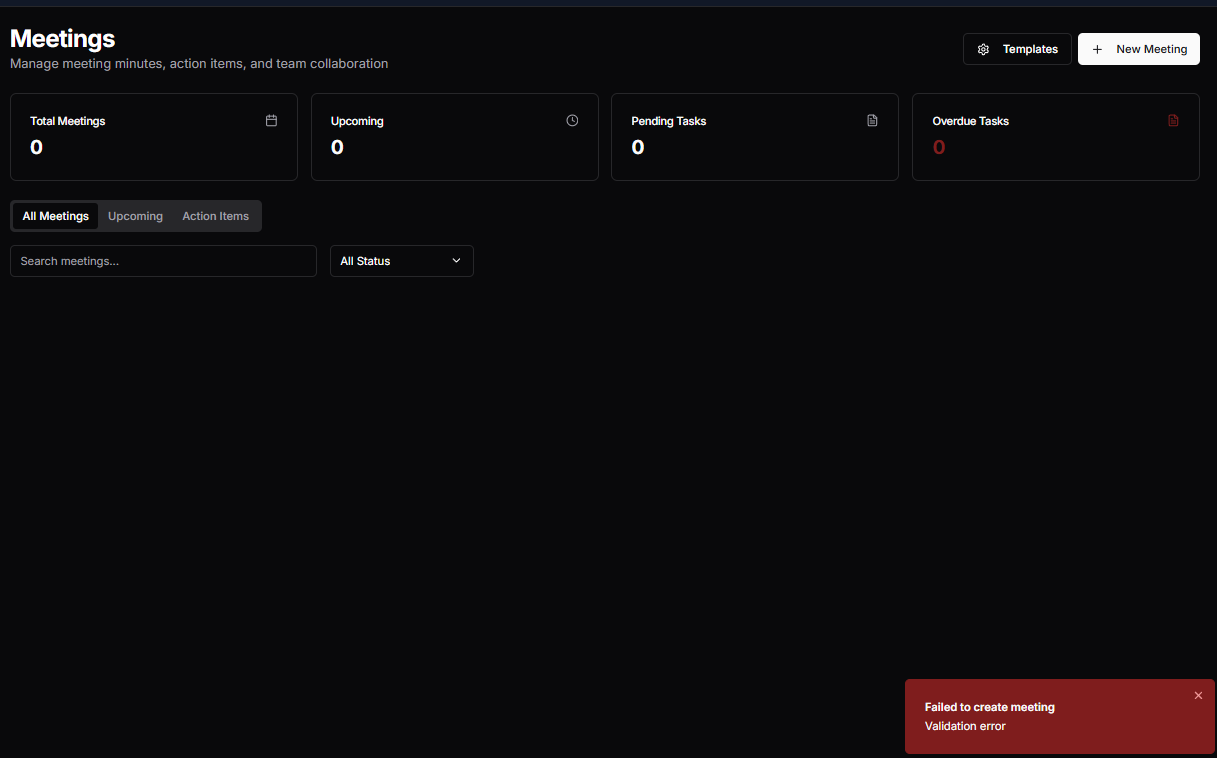 Meetings
Manage meeting minutes, action items, and team collaboration
Templates
New Meeting
Total Meetings
0
Upcoming
0
Pending Tasks
0
Overdue Tasks
0
All Meetings
Upcoming
Action Items
Search meetings...
All Status
Failed to create meeting
Validation error